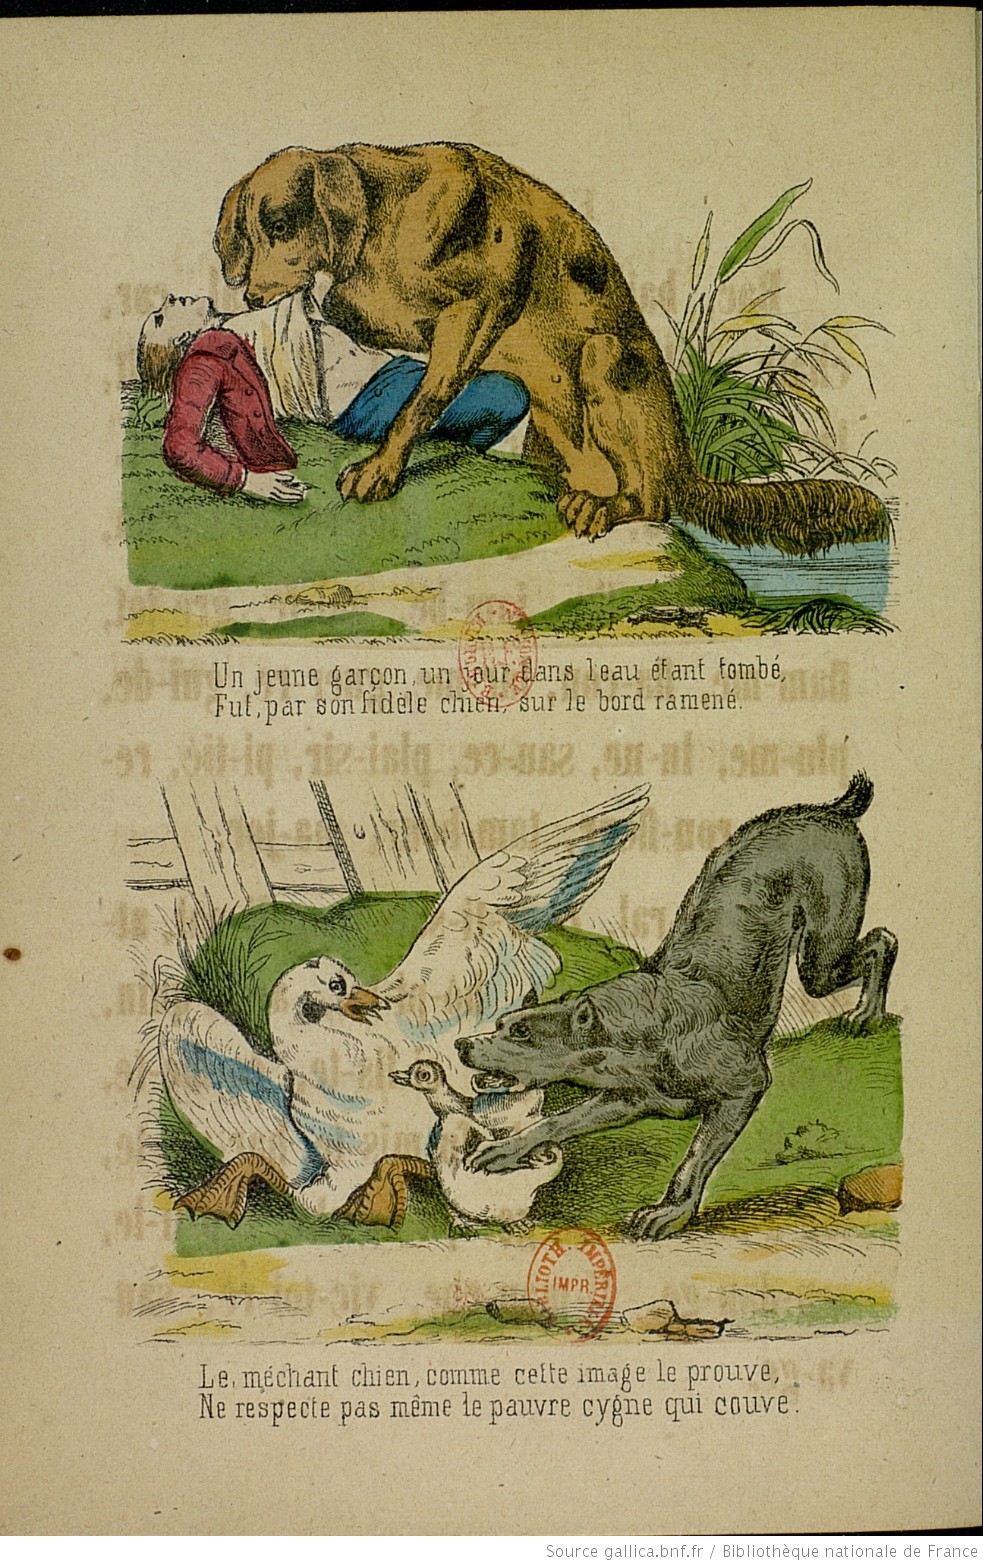 Un jeune garçon, un jour, dans l'eau étant tombé,
Fut, par son fidèle chien, sur le bord ramené.
IMPR.
Le méchant chien, comme cette image le prouve,
Ne respecte pas même le pauvre cygne qui couve.
Source gallica.bnf.fr / Bibliothèque nationale de France